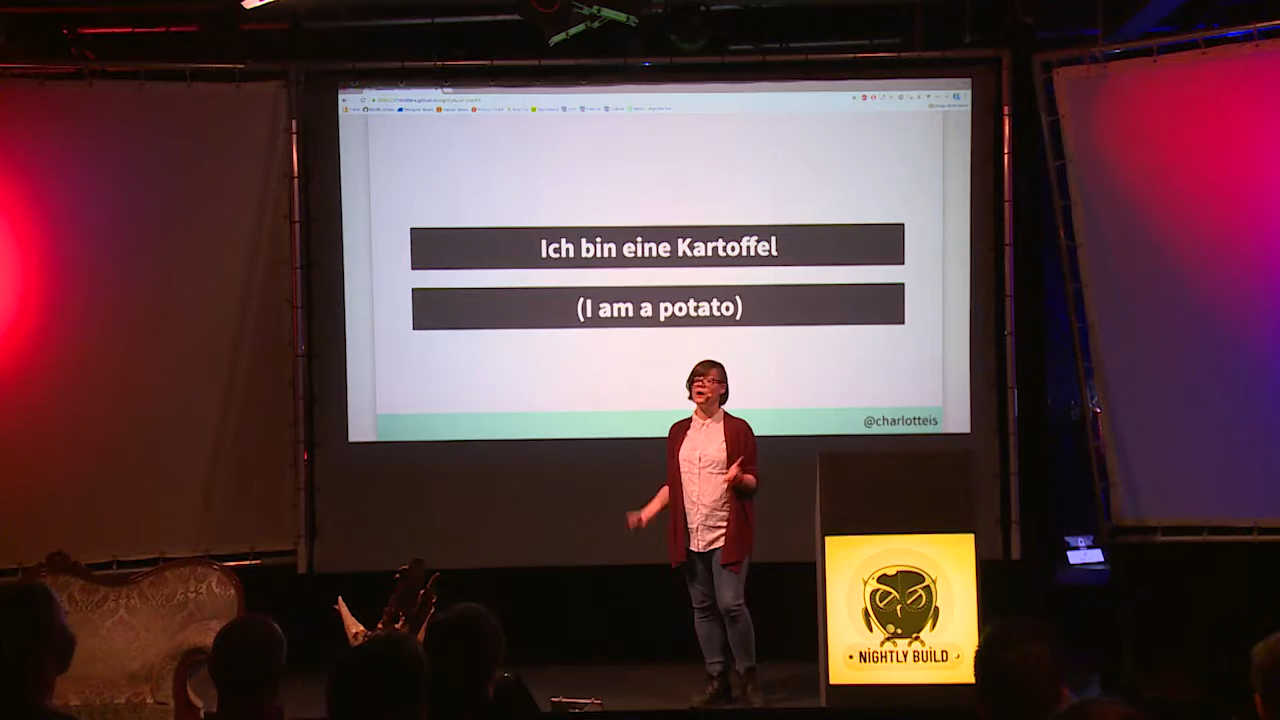 Ich bin eine Kartoffel
(I am a potato)
@charlotteis
• NiGHTLY BUiLD